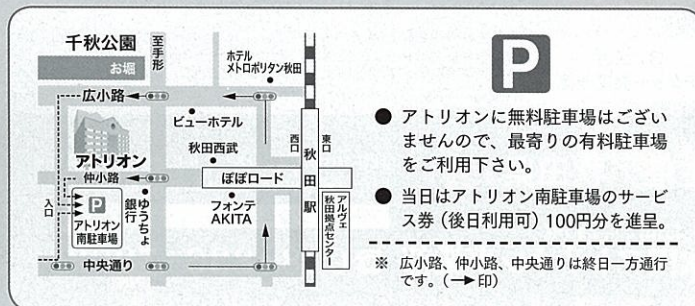 千秋公園
お堀
至手形
ホテル
メトロポリタン秋田
広小路
ビューホテル
アトリオン
秋田西武
西口
東口
秋田駅
仲小路
ぽぽロード
入口
P
アトリオン
南駐車場
ゆうちょ
銀行
フォンテ
AKITA
アルヴェ
秋田拠点センター
中央通り
P
● アトリオンに無料駐車場はござい
ませんので、最寄りの有料駐車場
をご利用下さい。
● 当日はアトリオン南駐車場のサービ
ス券（後日利用可）100円分を進呈。
※ 広小路、仲小路、中央通りは終日一方通行
です。（→印）